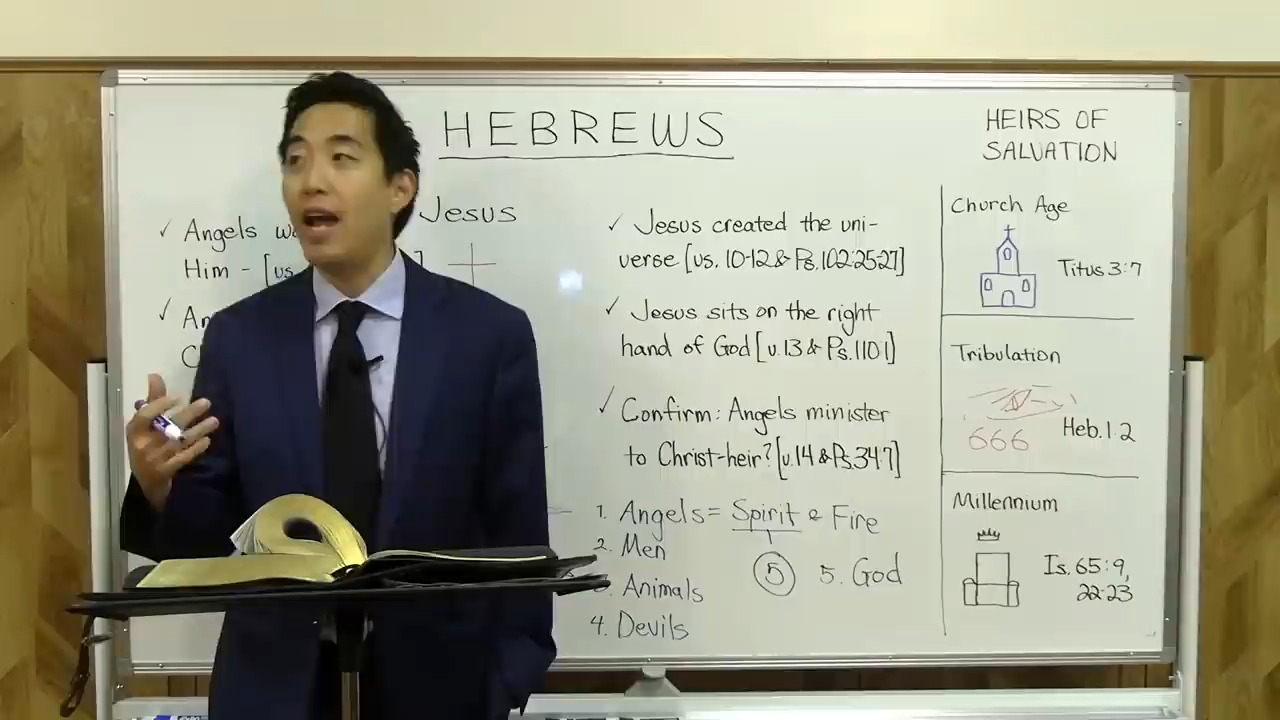 HEBREWS
Jesus
✓ Angels
Him - [vs.
]
✓
✓ Jesus created the uni-
verse [vs. 10-12 & Ps. 102:25-27]
✓ Jesus sits on the right
hand of God [v. 13 & Ps. 110:1]
✓ Confirm: Angels minister
to Christ-heir? [v. 14 & Ps. 34:7]
1. Angels = Spirit & Fire
2. Men
Animals
4. Devils
5
5. God
HEIRS OF
SALVATION
Church Age
Titus 3:7
Tribulation
666
Heb. 1:2
Millennium
Is. 65:9,
22:23